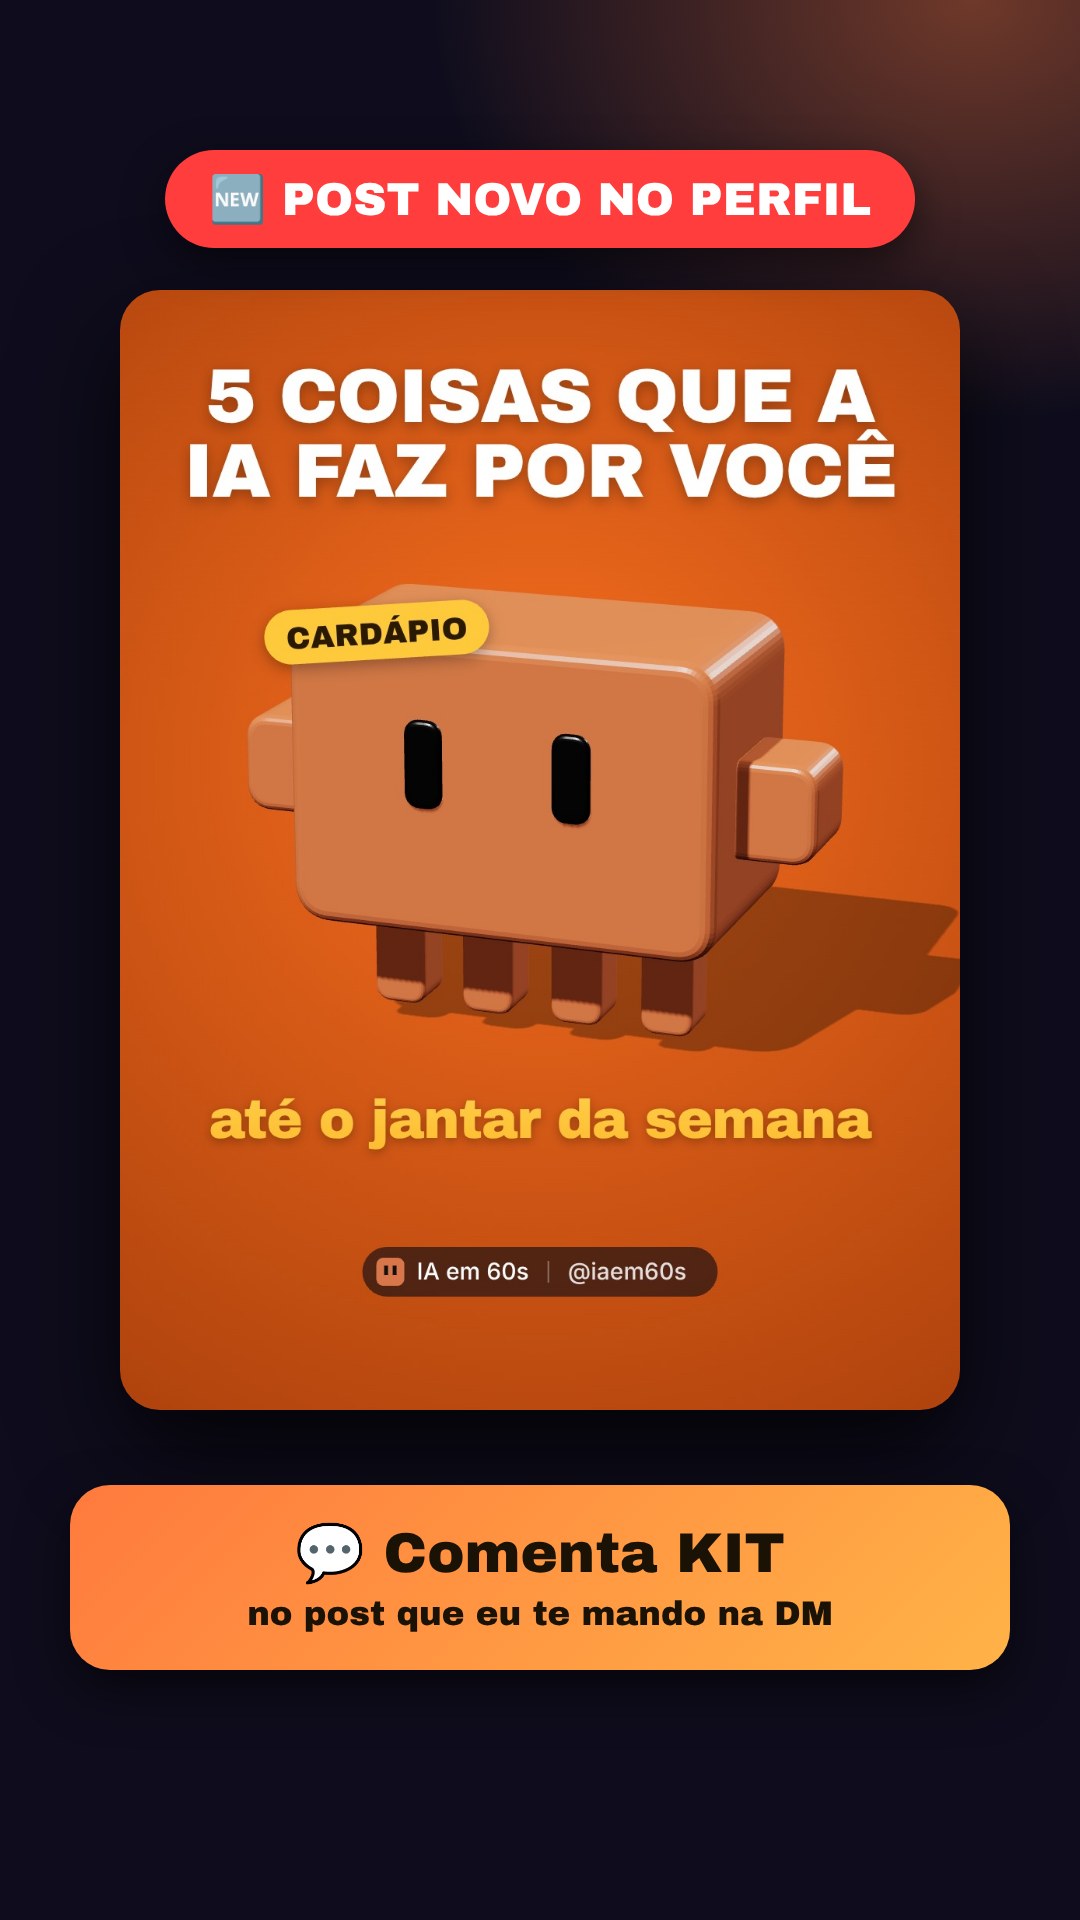 🆕 POST NOVO NO PERFIL
5 COISAS QUE A
IA FAZ POR VOCÊ
CARDÁPIO
até o jantar da semana
IA em 60s | @iaem60s
💬 Comenta KIT
no post que eu te mando na DM